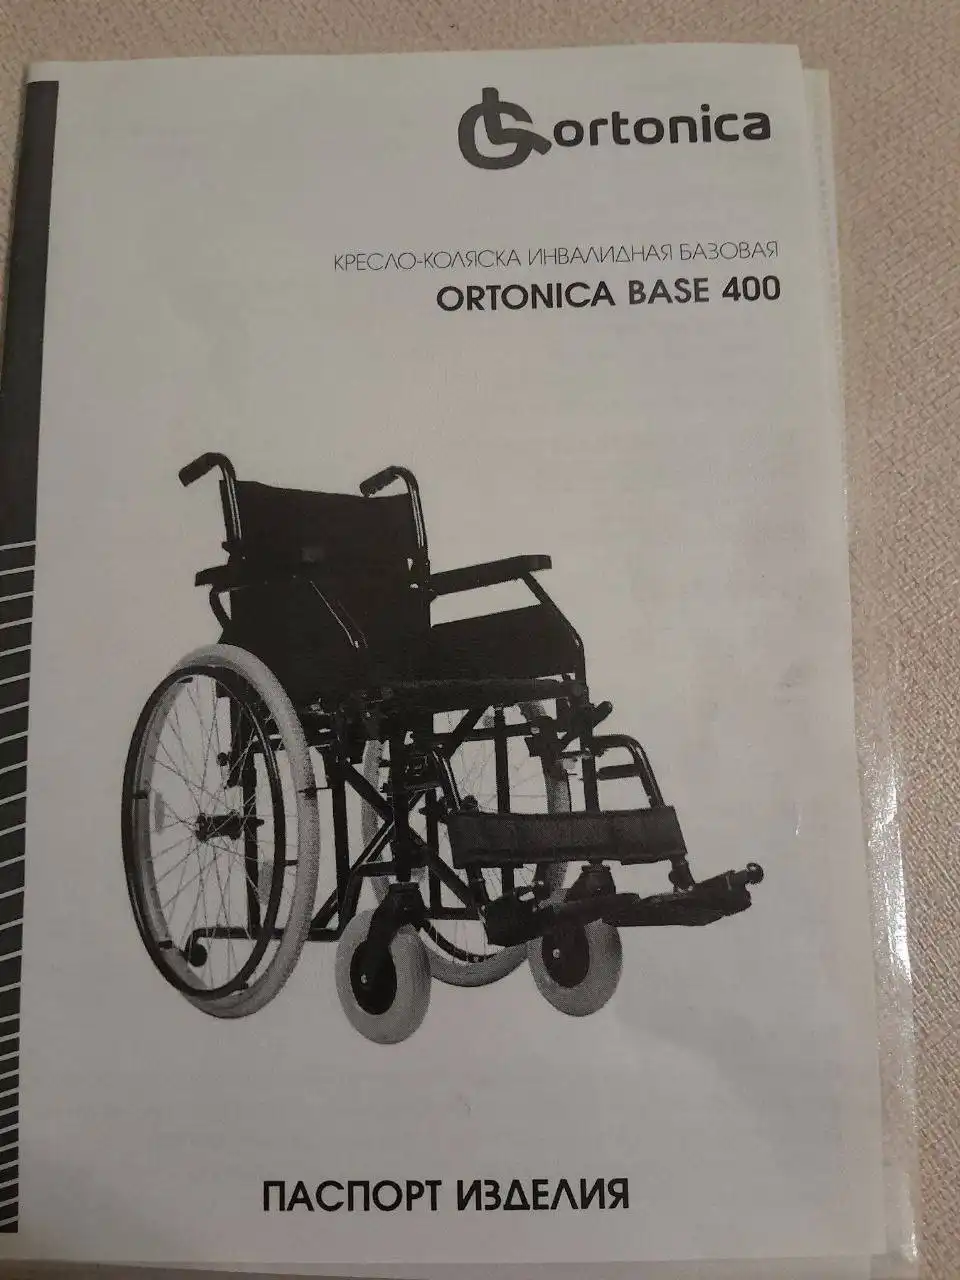 ortonica
КРЕСЛО-КОЛЯСКА ИНВАЛИДНАЯ БАЗОВАЯ
ORTONICA BASE 400
ПАСПОРТ ИЗДЕЛИЯ